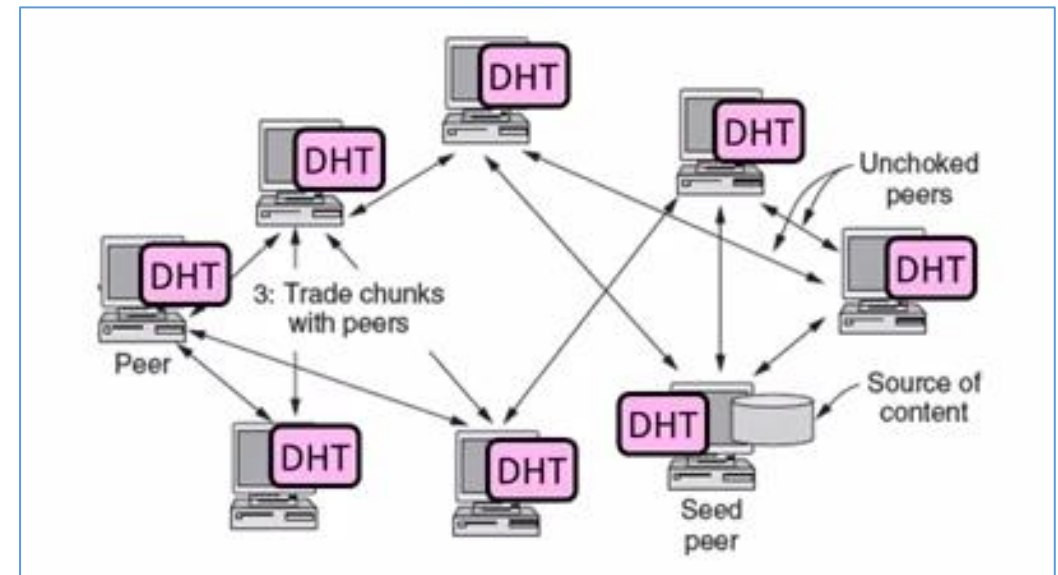 DHT
DHT
DHT
Unchoked
peers
DHT
DHT
3: Trade chunks
with peers
Peer
Source of
content
DHT
DHT
DHT
Seed
peer